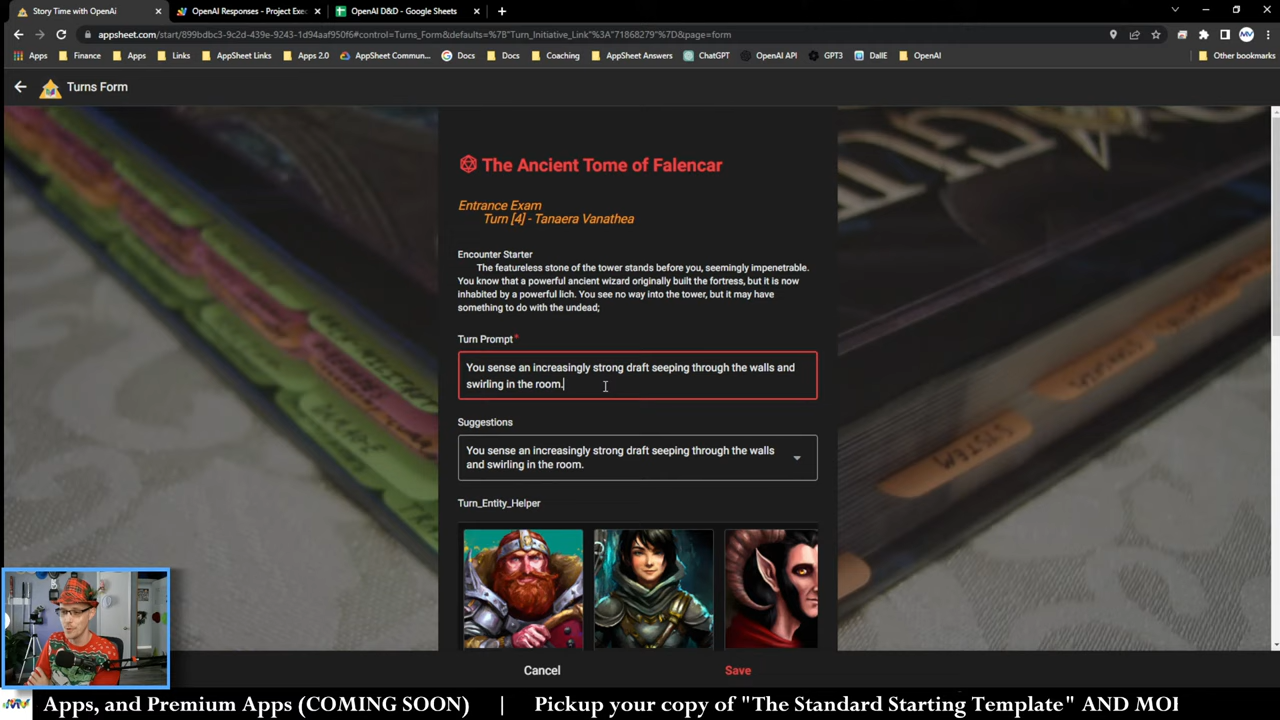 Story Time with OpenAi
OpenAI Responses - Project Exec
OpenAI D&D - Google Sheets
appsheet.com/start/899bdbc3-9c2d-439e-9243-1d94aaf950f6#control=Turns_Form&defaults=%7B"Turn_Initiative_Link"%3A"71868279"%7D&page=form
Apps
Finance
Apps
Links
AppSheet Links
Apps 2.0
AppSheet Commun...
Docs
Docs
Coaching
AppSheet Answers
ChatGPT
OpenAI API
GPT3
DallE
OpenAI
Other bookmarks
Turns Form
The Ancient Tome of Falencar
Entrance Exam
Turn [4] - Tanaera Vanathea
Encounter Starter
The featureless stone of the tower stands before you, seemingly impenetrable.
You know that a powerful ancient wizard originally built the fortress, but it is now
inhabited by a powerful lich. You see no way into the tower, but it may have
something to do with the undead;
Turn Prompt*
You sense an increasingly strong draft seeping through the walls and
swirling in the room.
Suggestions
You sense an increasingly strong draft seeping through the walls
and swirling in the room.
Turn_Entity_Helper
Cancel
Save
Apps, and Premium Apps (COMING SOON) | Pickup your copy of "The Standard Starting Template" AND MOI